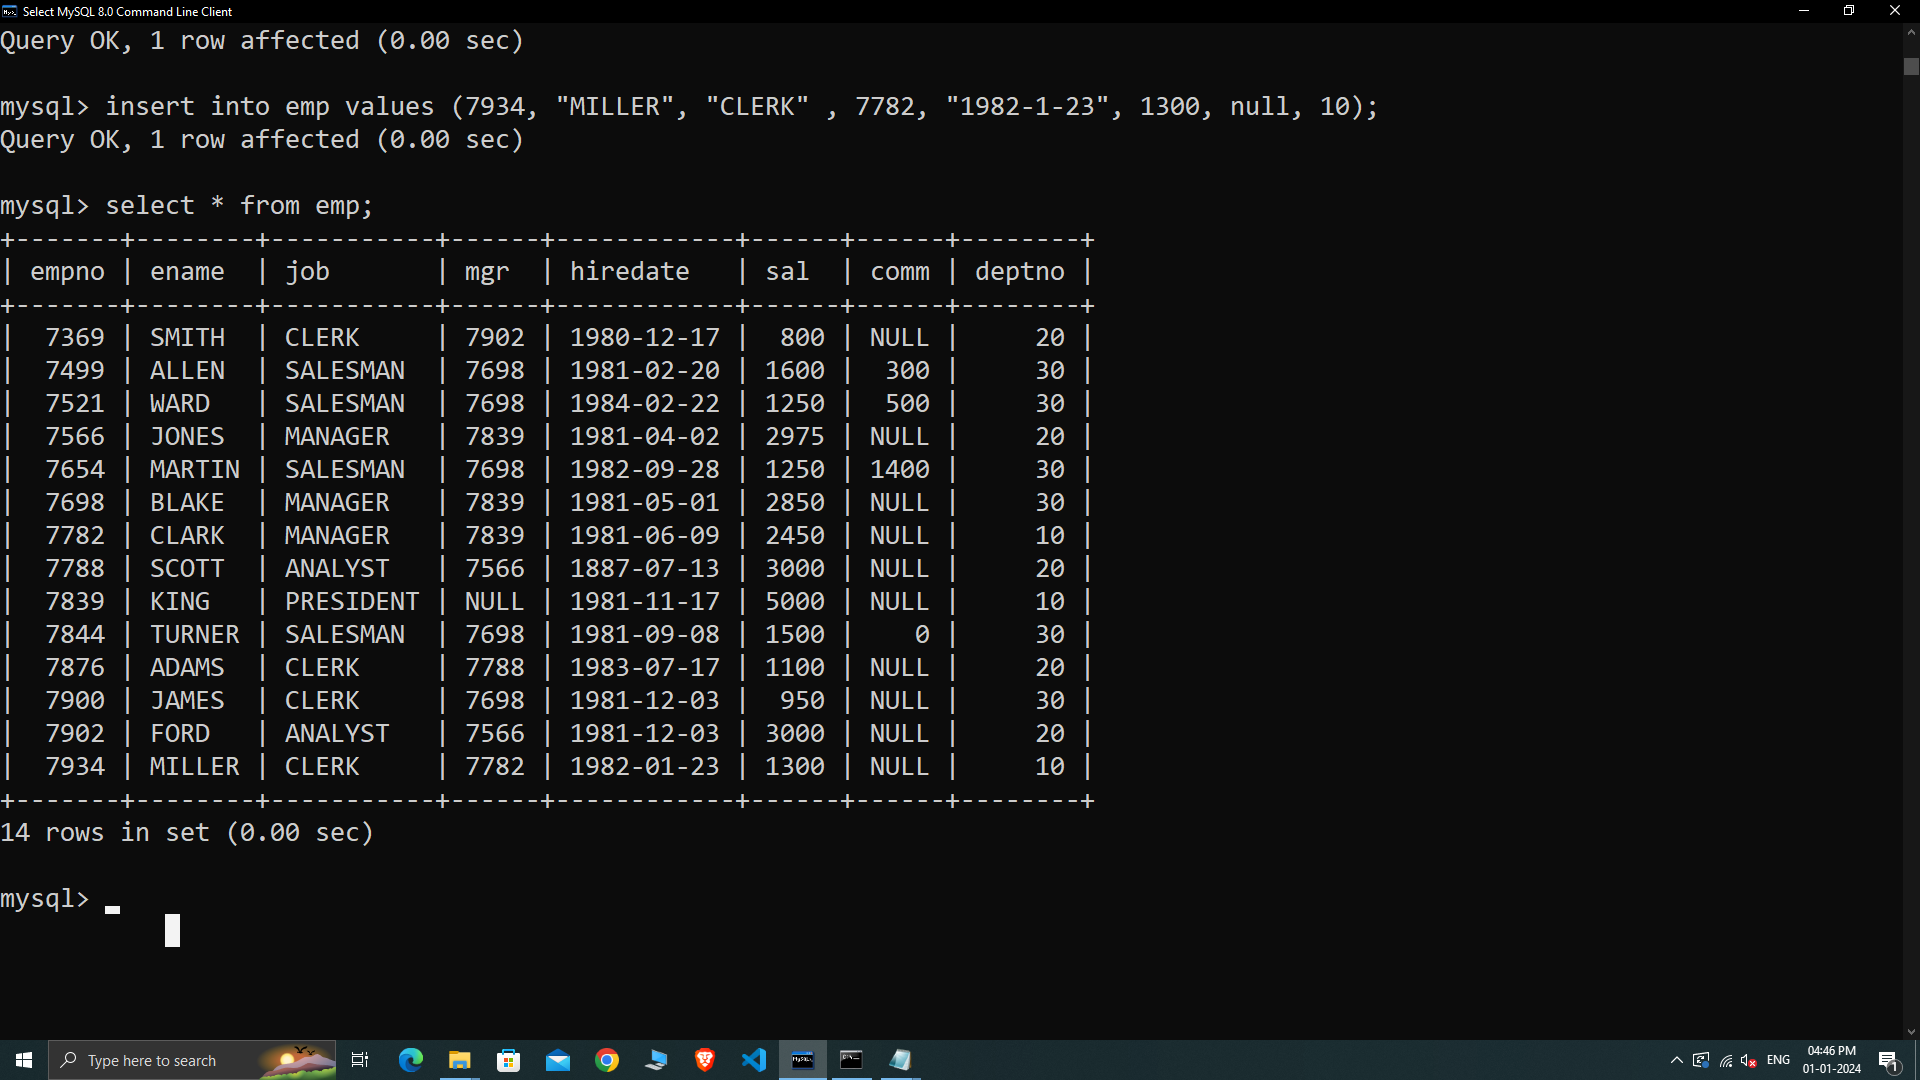 Select MySQL 8.0 Command Line Client
Query OK, 1 row affected (0.00 sec)
mysql> insert into emp values (7934, "MILLER", "CLERK" , 7782, "1982-1-23", 1300, null, 10);
Query OK, 1 row affected (0.00 sec)
mysql> select * from emp;
+-------+--------+-----------+------+------------+------+------+--------+
| empno | ename  | job       | mgr  | hiredate   | sal  | comm | deptno |
+-------+--------+-----------+------+------------+------+------+--------+
|  7369 | SMITH  | CLERK     | 7902 | 1980-12-17 |  800 | NULL |     20 |
|  7499 | ALLEN  | SALESMAN  | 7698 | 1981-02-20 | 1600 |  300 |     30 |
|  7521 | WARD   | SALESMAN  | 7698 | 1984-02-22 | 1250 |  500 |     30 |
|  7566 | JONES  | MANAGER   | 7839 | 1981-04-02 | 2975 | NULL |     20 |
|  7654 | MARTIN | SALESMAN  | 7698 | 1982-09-28 | 1250 | 1400 |     30 |
|  7698 | BLAKE  | MANAGER   | 7839 | 1981-05-01 | 2850 | NULL |     30 |
|  7782 | CLARK  | MANAGER   | 7839 | 1981-06-09 | 2450 | NULL |     10 |
|  7788 | SCOTT  | ANALYST   | 7566 | 1887-07-13 | 3000 | NULL |     20 |
|  7839 | KING   | PRESIDENT | NULL | 1981-11-17 | 5000 | NULL |     10 |
|  7844 | TURNER | SALESMAN  | 7698 | 1981-09-08 | 1500 |    0 |     30 |
|  7876 | ADAMS  | CLERK     | 7788 | 1983-07-17 | 1100 | NULL |     20 |
|  7900 | JAMES  | CLERK     | 7698 | 1981-12-03 |  950 | NULL |     30 |
|  7902 | FORD   | ANALYST   | 7566 | 1981-12-03 | 3000 | NULL |     20 |
|  7934 | MILLER | CLERK     | 7782 | 1982-01-23 | 1300 | NULL |     10 |
+-------+--------+-----------+------+------------+------+------+--------+
14 rows in set (0.00 sec)
mysql>
Type here to search
ENG
04:46 PM
01-01-2024
1